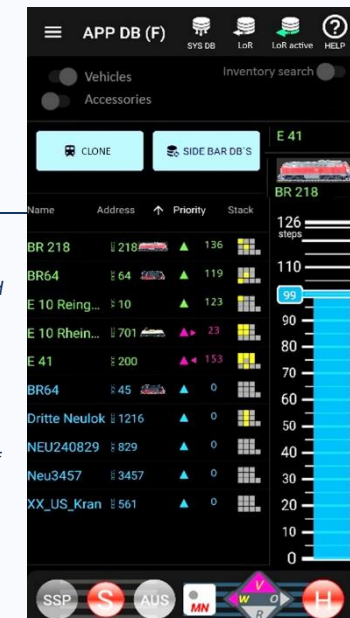 APP DB (F)
SYS DB
LoR
LoR active
HELP
Vehicles
Inventory search
Accessories
CLONE
SIDE BAR DB`S
E 41
BR 218
Name Address Priority Stack
BR 218 218 136
BR64 64 119
E 10 Reing... 10 123
E 10 Rhein... 701 23
E 41 200 153
BR64 45 0
Dritte Neulok 1216 0
NEU240829 829 0
Neu3457 3457 0
XX_US_Kran 561 0
126
steps
110
99
90
80
70
60
50
40
30
20
10
0
SSP S AUS MN V W O R H